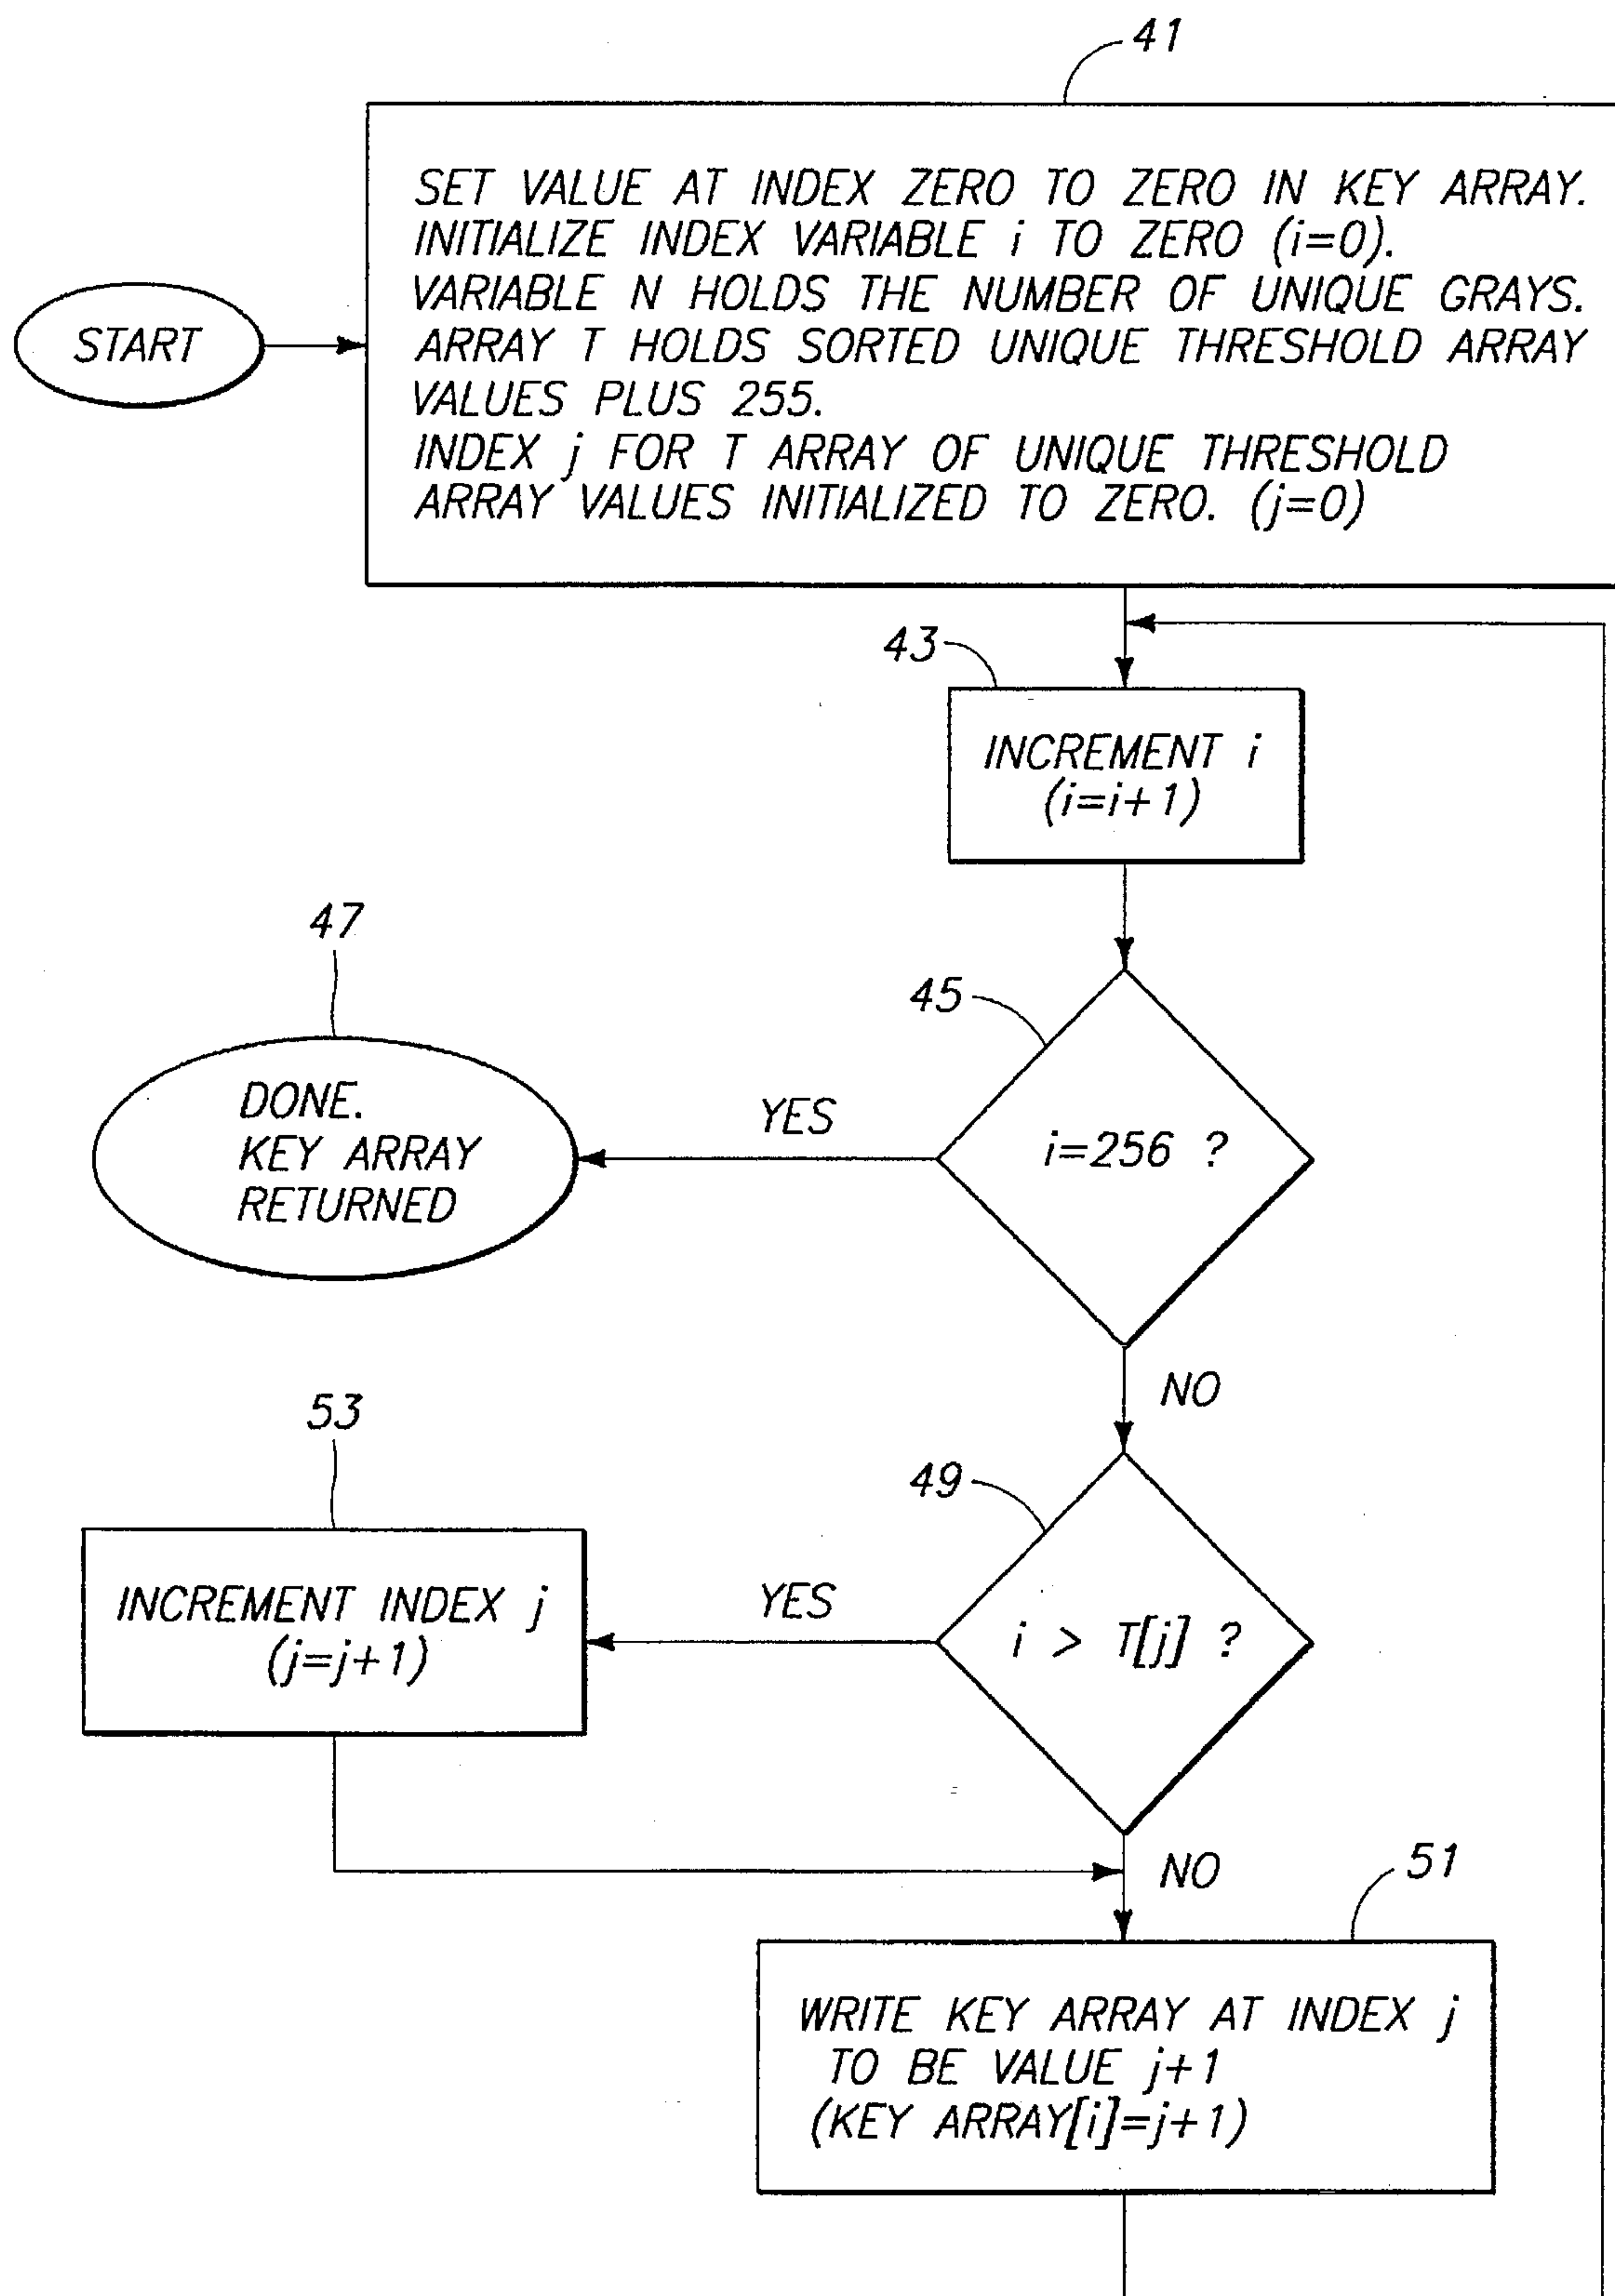 41
SET VALUE AT INDEX ZERO TO ZERO IN KEY ARRAY.
INITIALIZE INDEX VARIABLE i TO ZERO (i=0).
VARIABLE N HOLDS THE NUMBER OF UNIQUE GRAYS.
ARRAY T HOLDS SORTED UNIQUE THRESHOLD ARRAY
VALUES PLUS 255.
INDEX j FOR T ARRAY OF UNIQUE THRESHOLD
ARRAY VALUES INITIALIZED TO ZERO. (j=0)
START
43
INCREMENT i
(i=i+1)
45
i=256 ?
YES
47
DONE.
KEY ARRAY
RETURNED
NO
49
i > T[j] ?
YES
53
INCREMENT INDEX j
(j=j+1)
NO
51
WRITE KEY ARRAY AT INDEX j
TO BE VALUE j+1
(KEY ARRAY[i]=j+1)